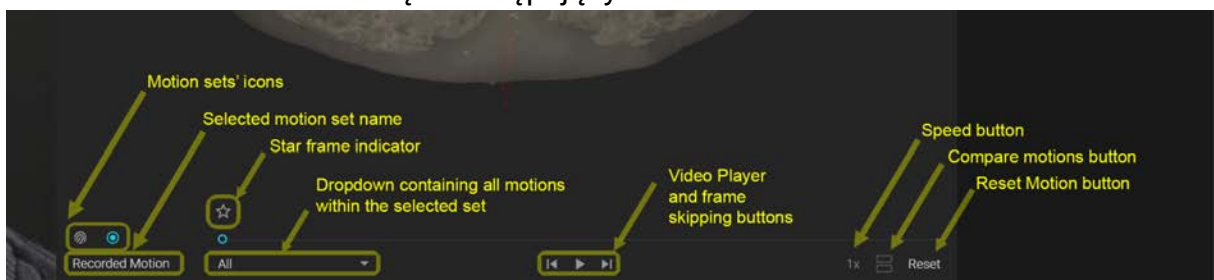 Motion sets' icons
Selected motion set name
Star frame indicator
Dropdown containing all motions
within the selected set
Video Player
and frame
skipping buttons
Speed button
Compare motions button
Reset Motion button
Recorded Motion
All
1x
Reset